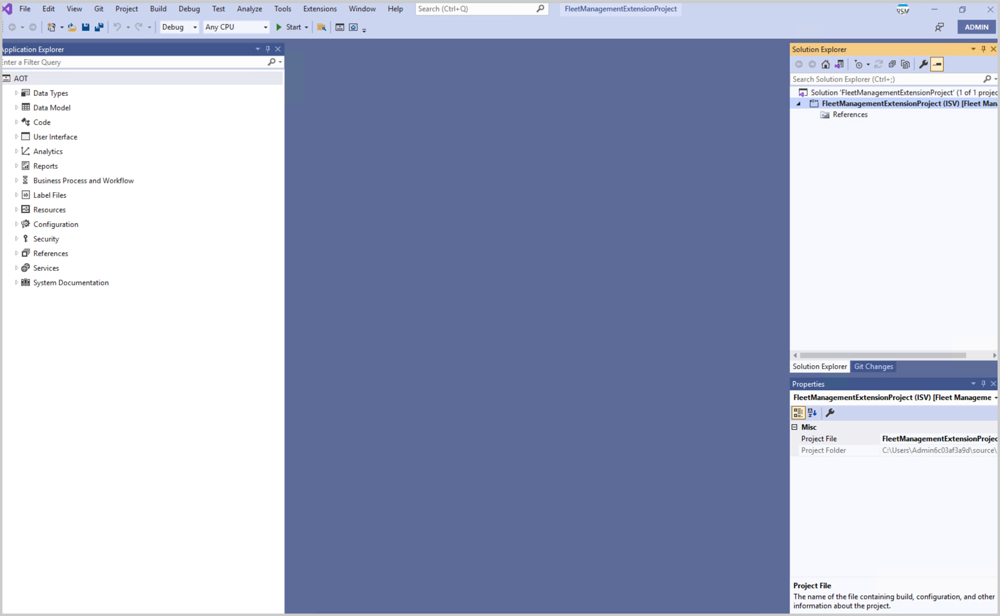 File Edit View Git Project Build Debug Test Analyze Tools Extensions Window Help Search (Ctrl+Q) FleetManagementExtensionProject RSM
Debug Any CPU Start ADMIN
Application Explorer
Enter a Filter Query
AOT
Data Types
Data Model
Code
User Interface
Analytics
Reports
Business Process and Workflow
Label Files
Resources
Configuration
Security
References
Services
System Documentation
Solution Explorer
Search Solution Explorer (Ctrl+;)
Solution 'FleetManagementExtensionProject' (1 of 1 projec
FleetManagementExtensionProject (ISV) [Fleet Man
References
Solution Explorer Git Changes
Properties
FleetManagementExtensionProject (ISV) [Fleet Manageme
Misc
Project File FleetManagementExtensionProjec
Project Folder C:\Users\Admin6c03af3a9d\source\
Project File
The name of the file containing build, configuration, and other
information about the project.